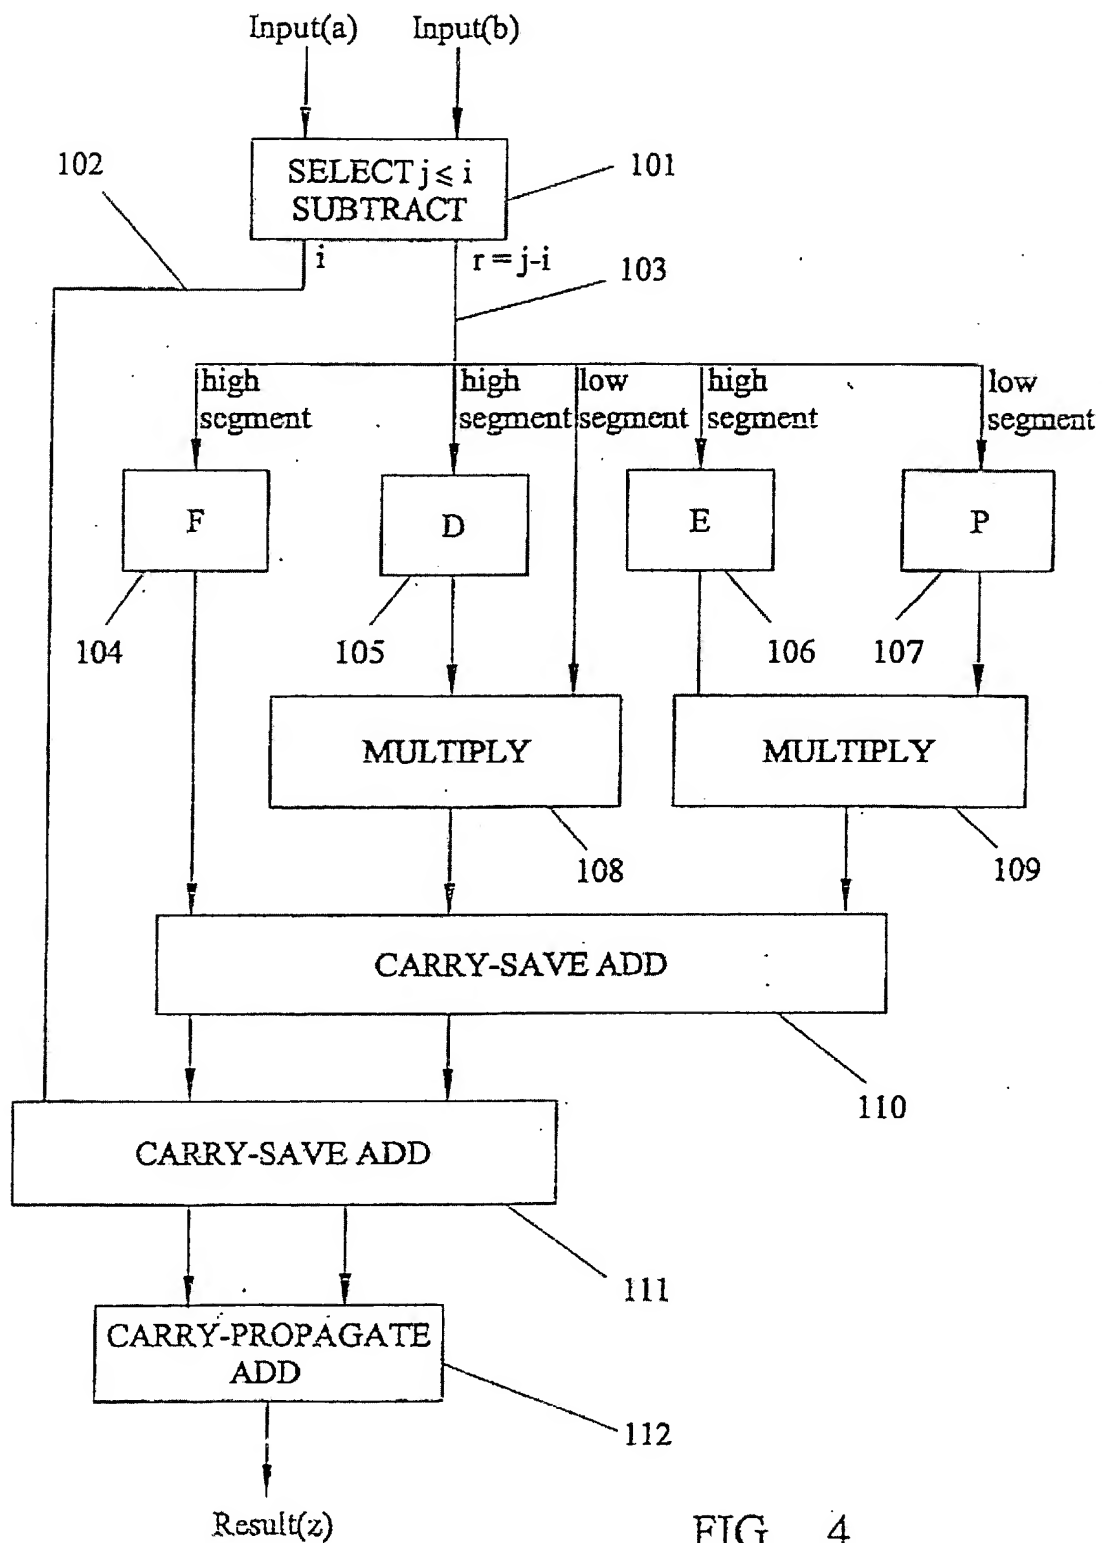 Input(a) Input(b)
102
SELECT j ⩽ i
SUBTRACT
101
i
r = j-i
103
high
segment
high
segment
low
segment
high
segment
low
segment
F
D
E
P
104
105
106
107
MULTIPLY
MULTIPLY
108
109
CARRY-SAVE ADD
110
CARRY-SAVE ADD
111
CARRY-PROPAGATE
ADD
112
Result(z)
FIG 4